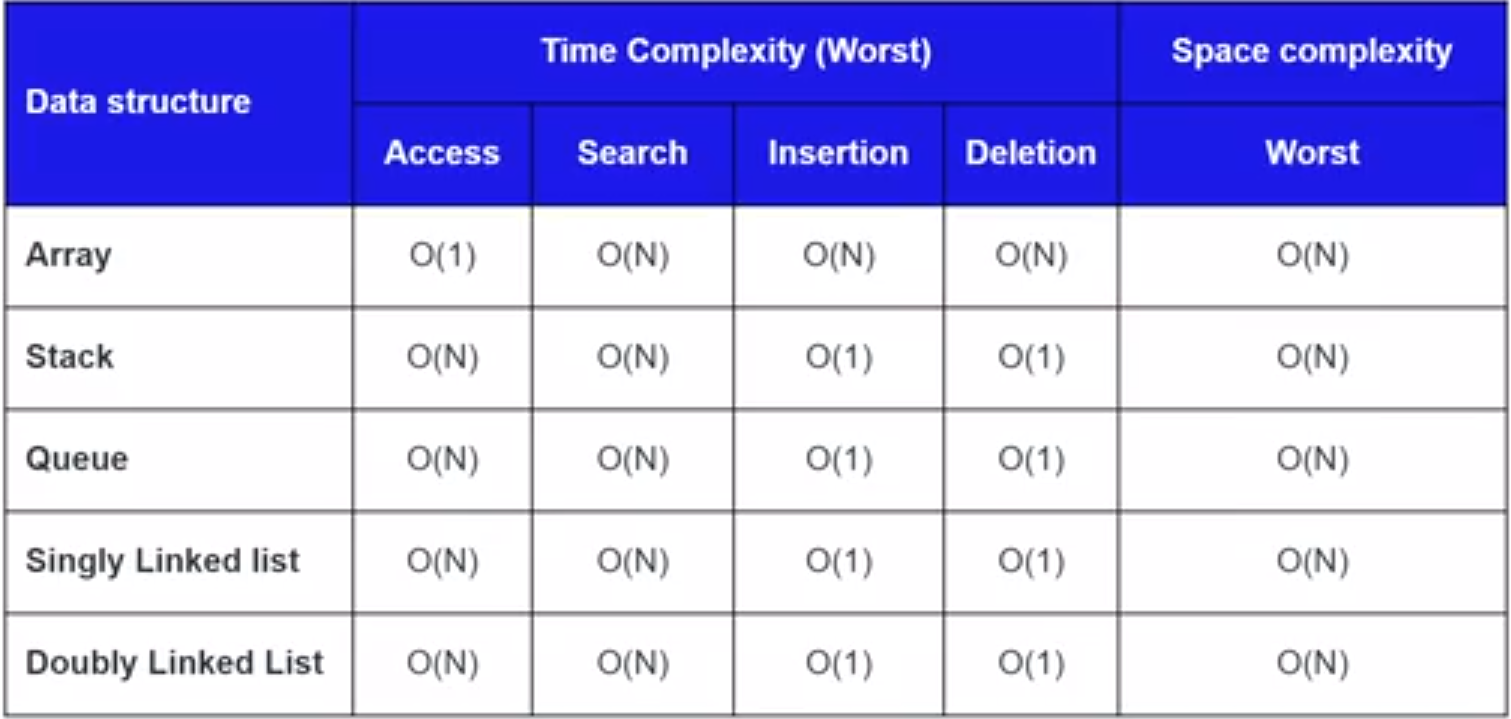 Data structure Time Complexity (Worst) Space complexity
Access Search Insertion Deletion Worst
Array O(1) O(N) O(N) O(N) O(N)
Stack O(N) O(N) O(1) O(1) O(N)
Queue O(N) O(N) O(1) O(1) O(N)
Singly Linked list O(N) O(N) O(1) O(1) O(N)
Doubly Linked List O(N) O(N) O(1) O(1) O(N)